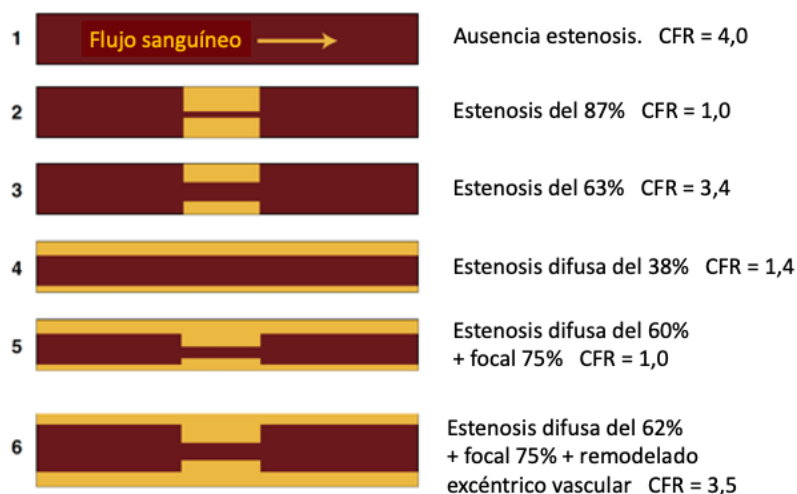 1 Flujo sanguíneo Ausencia estenosis. CFR = 4,0
2 Estenosis del 87% CFR = 1,0
3 Estenosis del 63% CFR = 3,4
4 Estenosis difusa del 38% CFR = 1,4
5 Estenosis difusa del 60%
+ focal 75% CFR = 1,0
6 Estenosis difusa del 62%
+ focal 75% + remodelado
excéntrico vascular CFR = 3,5